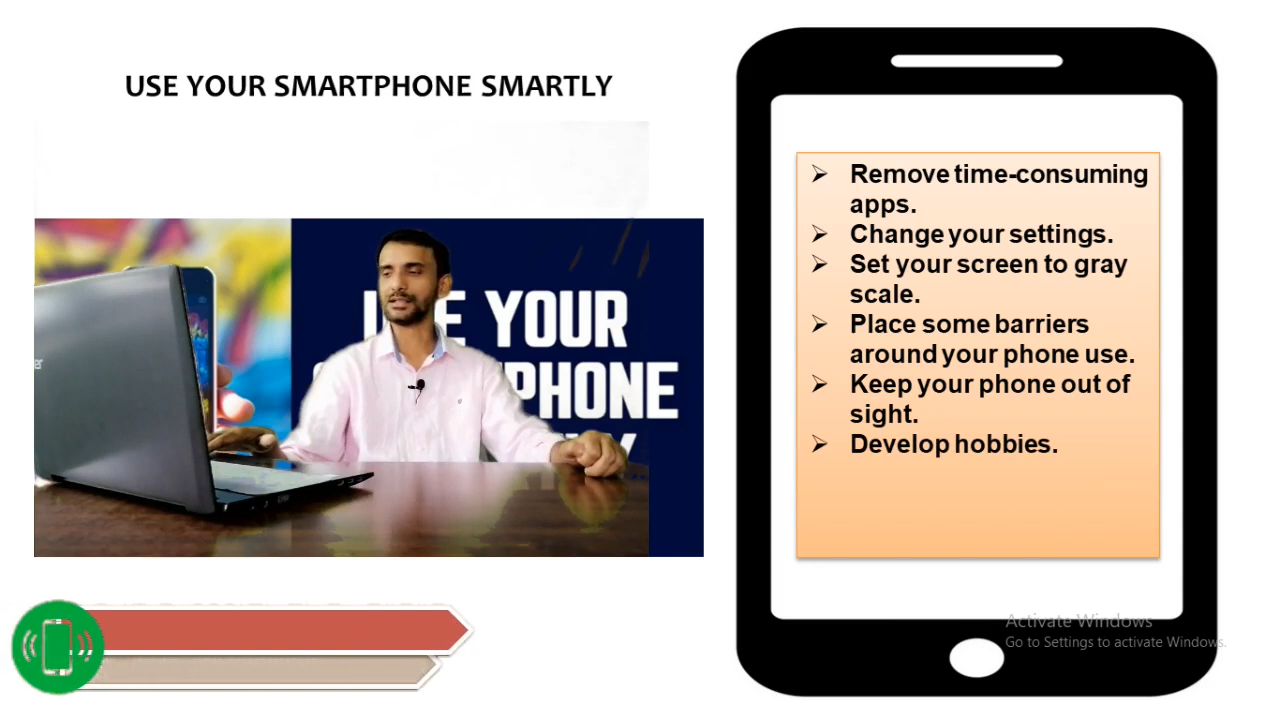 USE YOUR SMARTPHONE SMARTLY
➢ Remove time-consuming
apps.
➢ Change your settings.
➢ Set your screen to gray
scale.
➢ Place some barriers
around your phone use.
➢ Keep your phone out of
sight.
➢ Develop hobbies.
YOUR
PHONE
Activate Windows
Go to Settings to activate Windows.